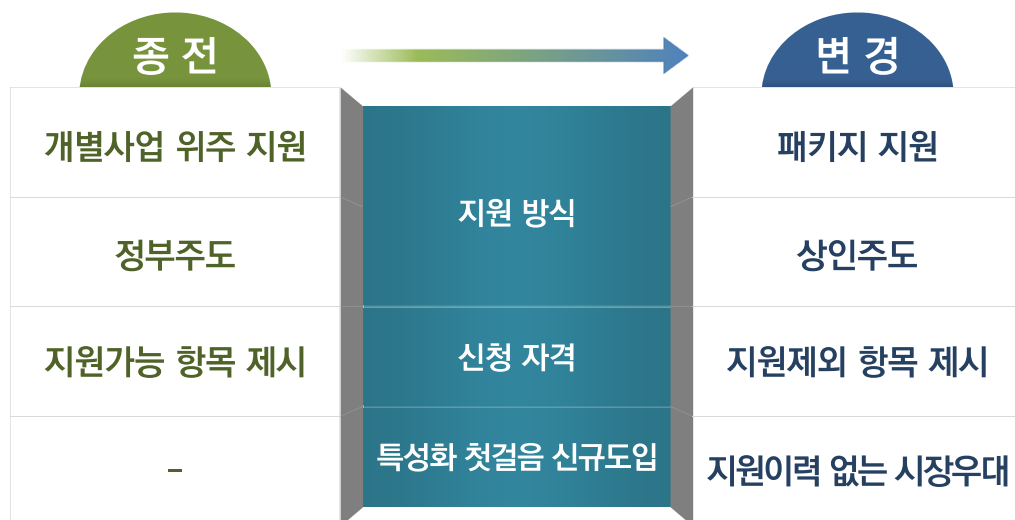 종 전
변 경
개별사업 위주 지원
패키지 지원
지원 방식
정부주도
상인주도
지원가능 항목 제시
신청 자격
지원제외 항목 제시
–
특성화 첫걸음 신규도입
지원이력 없는 시장우대